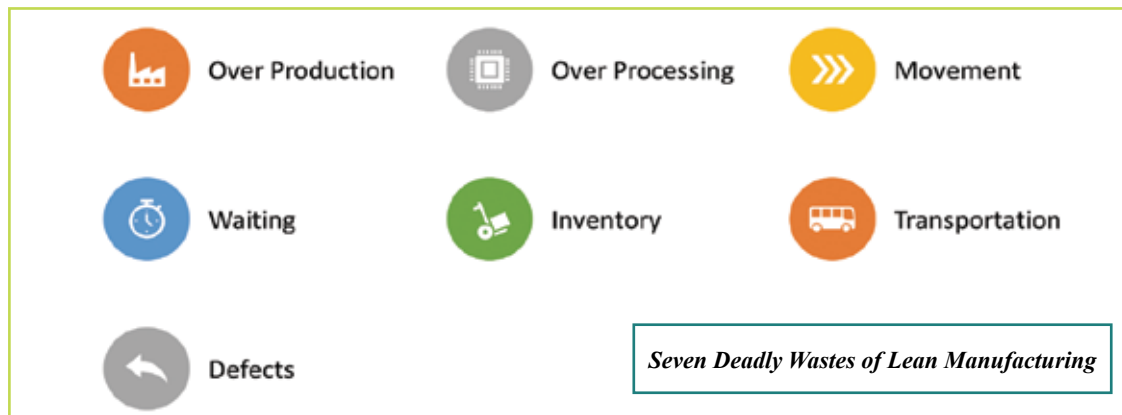 Over Production
Over Processing
Movement
Waiting
Inventory
Transportation
Defects
Seven Deadly Wastes of Lean Manufacturing